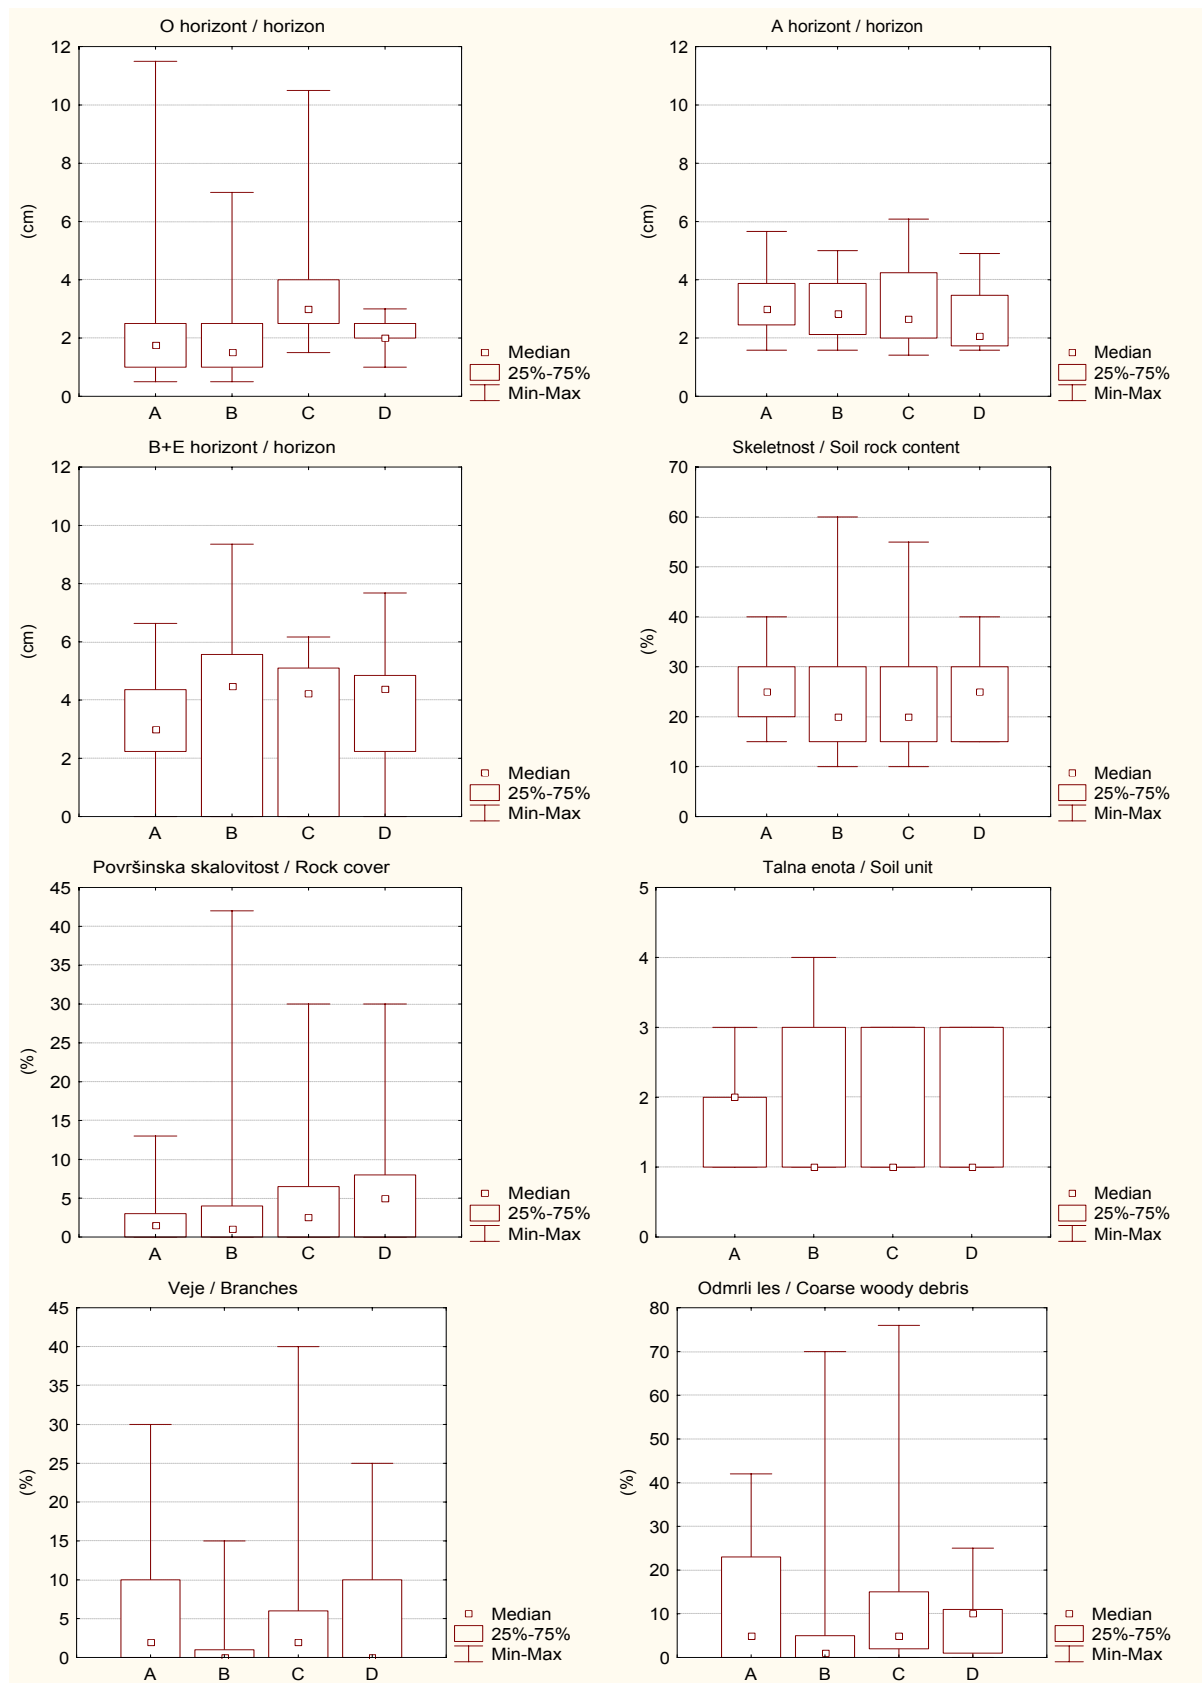 O horizont / horizon
12
10
8
6
4
2
0
(cm)
A B C D
Median
25%-75%
Min-Max
A horizont / horizon
12
10
8
6
4
2
0
(cm)
A B C D
Median
25%-75%
Min-Max
B+E horizont / horizon
12
10
8
6
4
2
0
(cm)
A B C D
Median
25%-75%
Min-Max
Skeletnost / Soil rock content
70
60
50
40
30
20
10
0
(%)
A B C D
Median
25%-75%
Min-Max
Površinska skalovitost / Rock cover
45
40
35
30
25
20
15
10
5
0
(%)
A B C D
Median
25%-75%
Min-Max
Talna enota / Soil unit
5
4
3
2
1
0
A B C D
Median
25%-75%
Min-Max
Veje / Branches
45
40
35
30
25
20
15
10
5
0
(%)
A B C D
Median
25%-75%
Min-Max
Odmrli les / Coarse woody debris
80
70
60
50
40
30
20
10
0
(%)
A B C D
Median
25%-75%
Min-Max